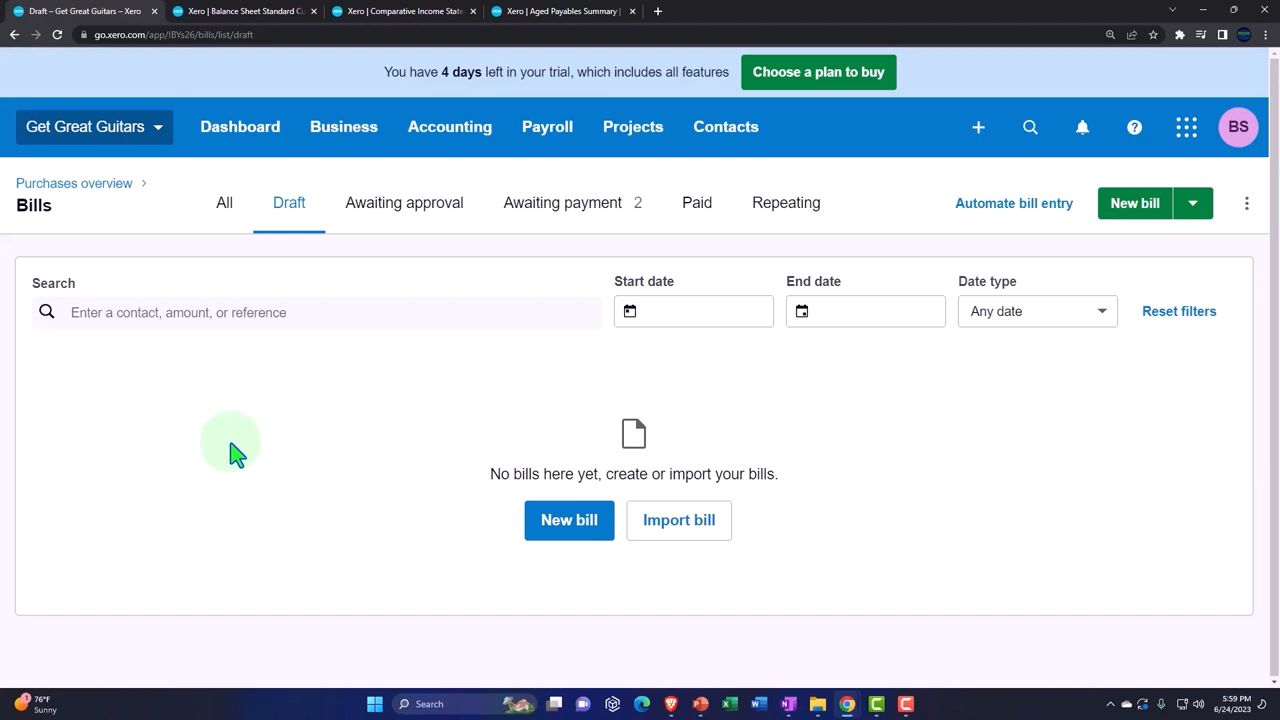 Draft – Get Great Guitars – Xero
Xero | Balance Sheet Standard Cu
Xero | Comparative Income State
Xero | Aged Payables Summary |
go.xero.com/app/!BYs26/bills/list/draft
You have 4 days left in your trial, which includes all features
Choose a plan to buy
Get Great Guitars
Dashboard
Business
Accounting
Payroll
Projects
Contacts
BS
Purchases overview
Bills
All
Draft
Awaiting approval
Awaiting payment 2
Paid
Repeating
Automate bill entry
New bill
Search
Start date
End date
Date type
Enter a contact, amount, or reference
Any date
Reset filters
No bills here yet, create or import your bills.
New bill
Import bill
76°F
Sunny
Search
5:59 PM
6/24/2023